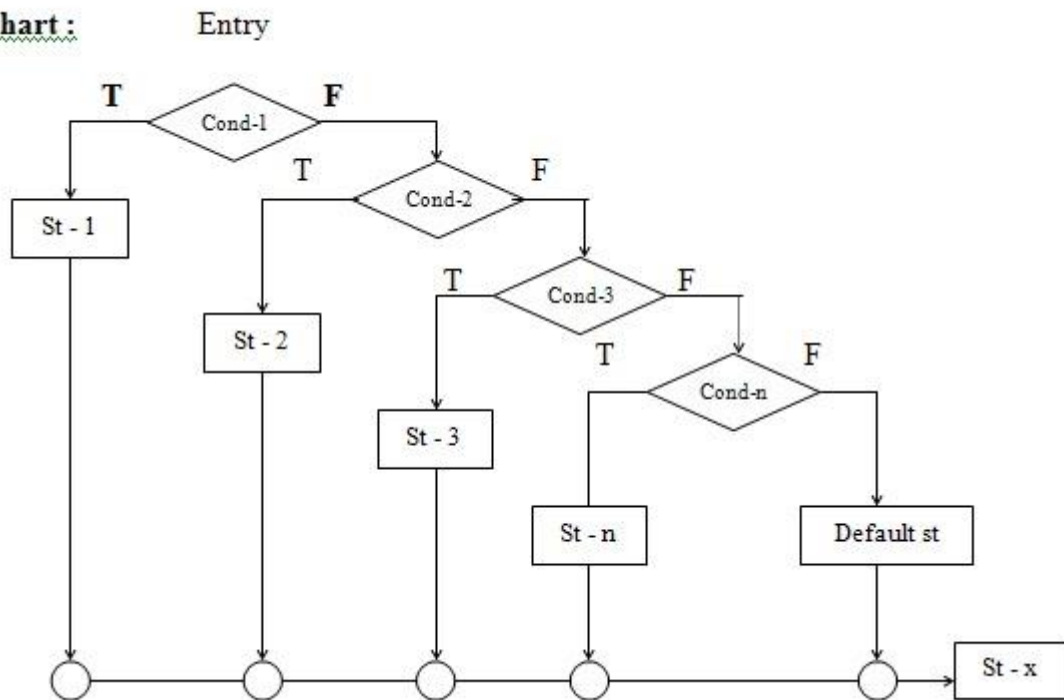 hart : Entry
T F
Cond-1
T F
Cond-2
St - 1
T F
Cond-3
St - 2
T F
Cond-n
St - 3
St - n Default st
St - x